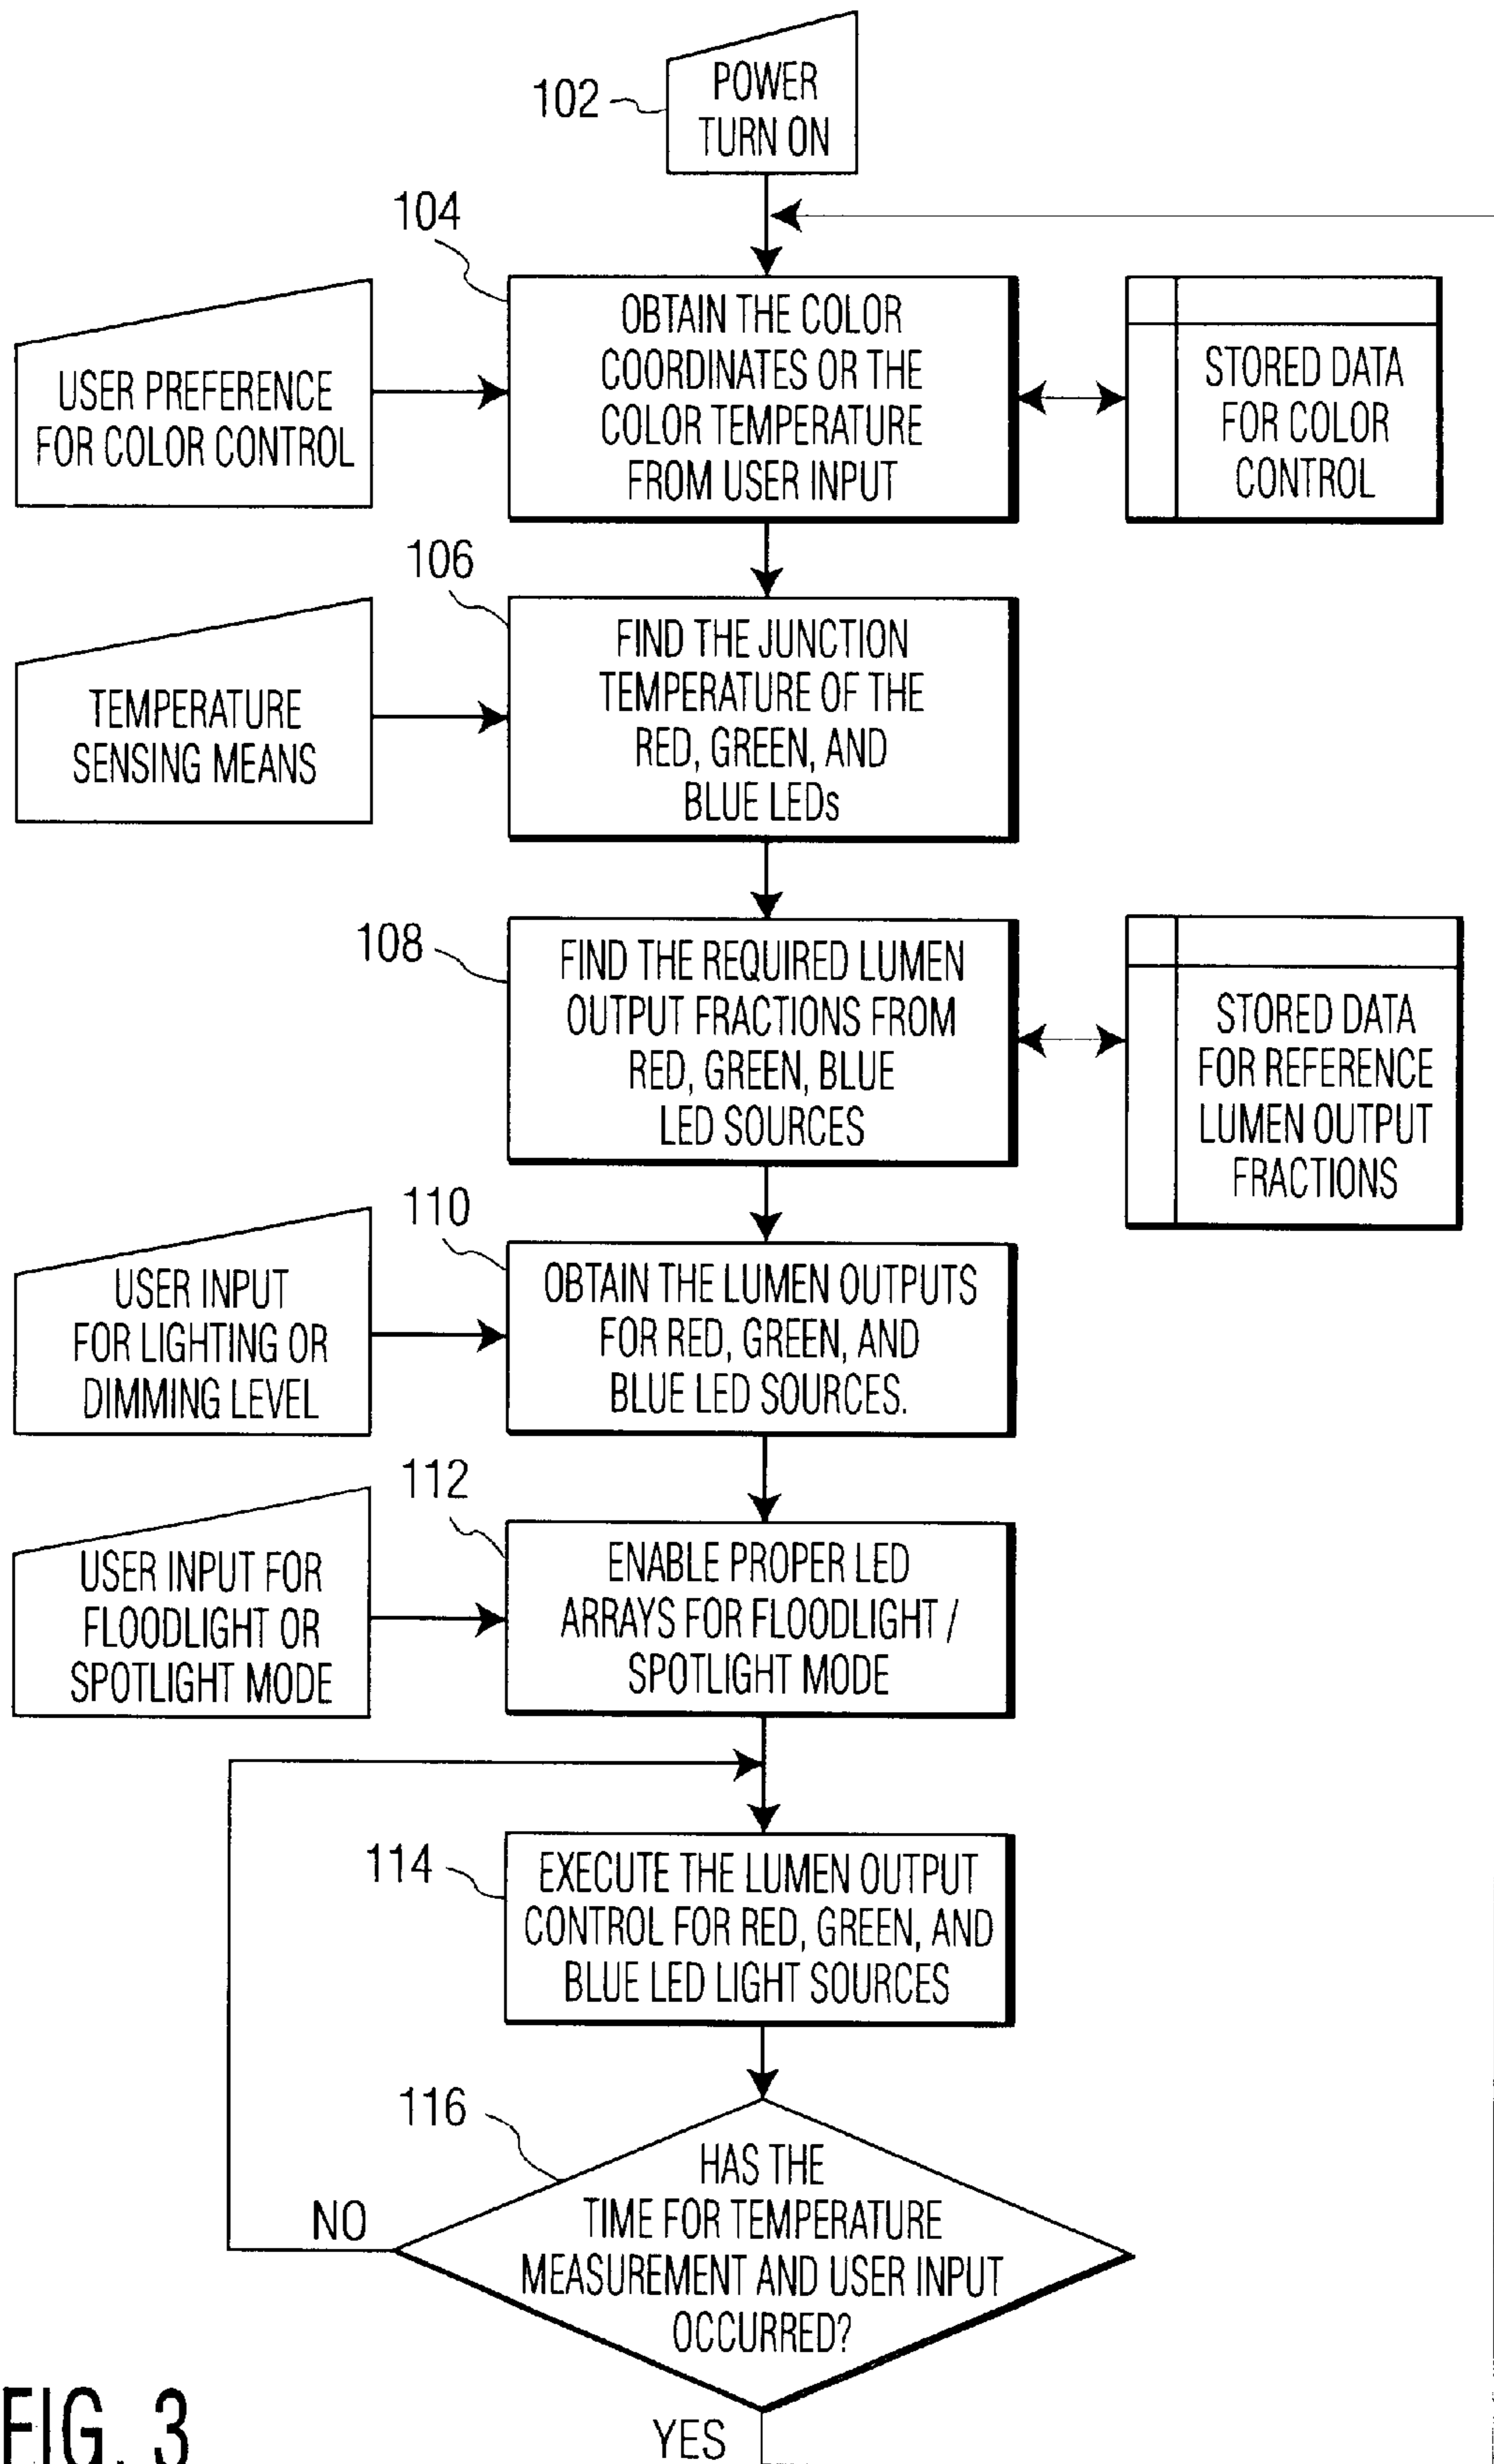 POWER
TURN ON
102
104
OBTAIN THE COLOR
COORDINATES OR THE
COLOR TEMPERATURE
FROM USER INPUT
USER PREFERENCE
FOR COLOR CONTROL
STORED DATA
FOR COLOR
CONTROL
106
FIND THE JUNCTION
TEMPERATURE OF THE
RED, GREEN, AND
BLUE LEDs
TEMPERATURE
SENSING MEANS
108
FIND THE REQUIRED LUMEN
OUTPUT FRACTIONS FROM
RED, GREEN, BLUE
LED SOURCES
STORED DATA
FOR REFERENCE
LUMEN OUTPUT
FRACTIONS
110
USER INPUT
FOR LIGHTING OR
DIMMING LEVEL
OBTAIN THE LUMEN OUTPUTS
FOR RED, GREEN, AND
BLUE LED SOURCES.
112
USER INPUT FOR
FLOODLIGHT OR
SPOTLIGHT MODE
ENABLE PROPER LED
ARRAYS FOR FLOODLIGHT /
SPOTLIGHT MODE
114
EXECUTE THE LUMEN OUTPUT
CONTROL FOR RED, GREEN, AND
BLUE LED LIGHT SOURCES
116
HAS THE
TIME FOR TEMPERATURE
MEASUREMENT AND USER INPUT
OCCURRED?
NO
YES
FIG. 3